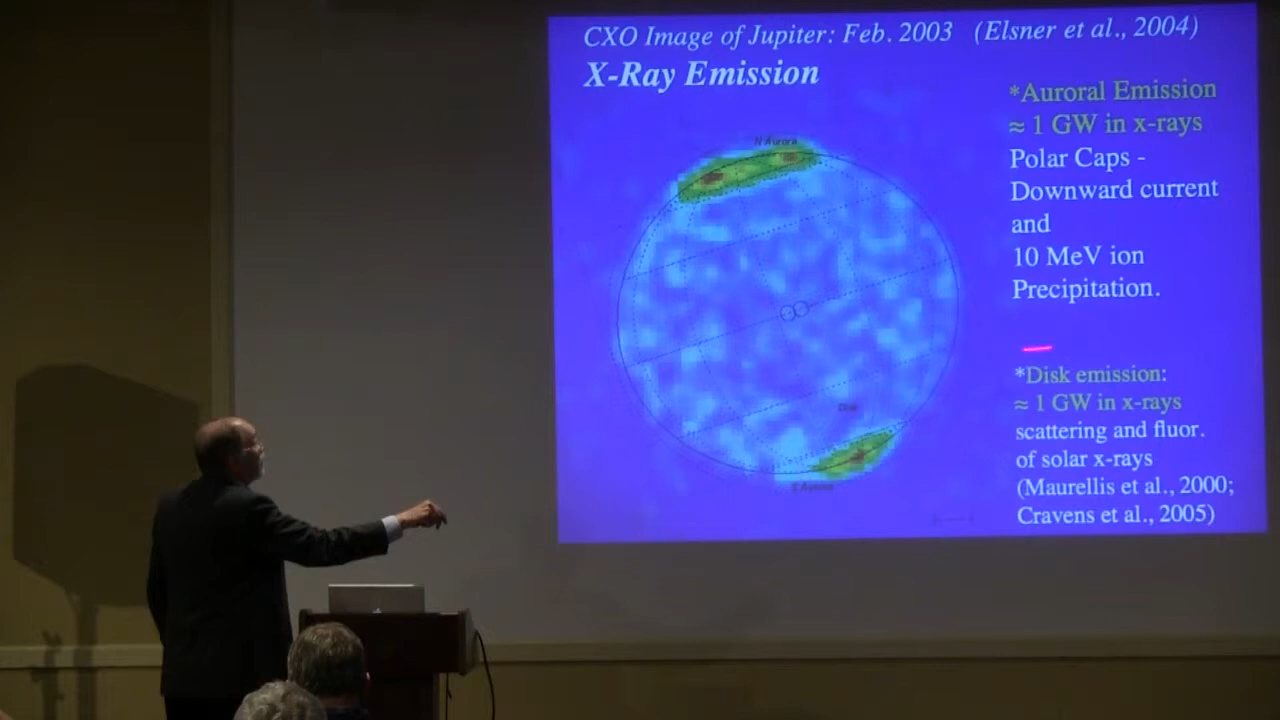 CXO Image of Jupiter: Feb. 2003 (Elsner et al., 2004)
X-Ray Emission
*Auroral Emission
≈ 1 GW in x-rays
Polar Caps -
Downward current
and
10 MeV ion
Precipitation.
N Aurora
Disk
S Aurora
*Disk emission:
≈ 1 GW in x-rays
scattering and fluor.
of solar x-rays
(Maurellis et al., 2000;
Cravens et al., 2005)